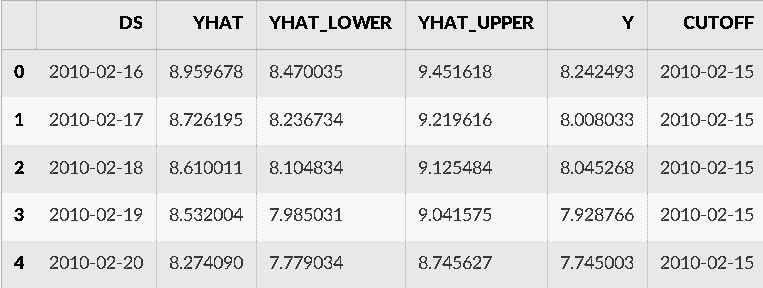 DS YHAT YHAT_LOWER YHAT_UPPER Y CUTOFF
0 2010-02-16 8.959678 8.470035 9.451618 8.242493 2010-02-15
1 2010-02-17 8.726195 8.236734 9.219616 8.008033 2010-02-15
2 2010-02-18 8.610011 8.104834 9.125484 8.045268 2010-02-15
3 2010-02-19 8.532004 7.985031 9.041575 7.928766 2010-02-15
4 2010-02-20 8.274090 7.779034 8.745627 7.745003 2010-02-15